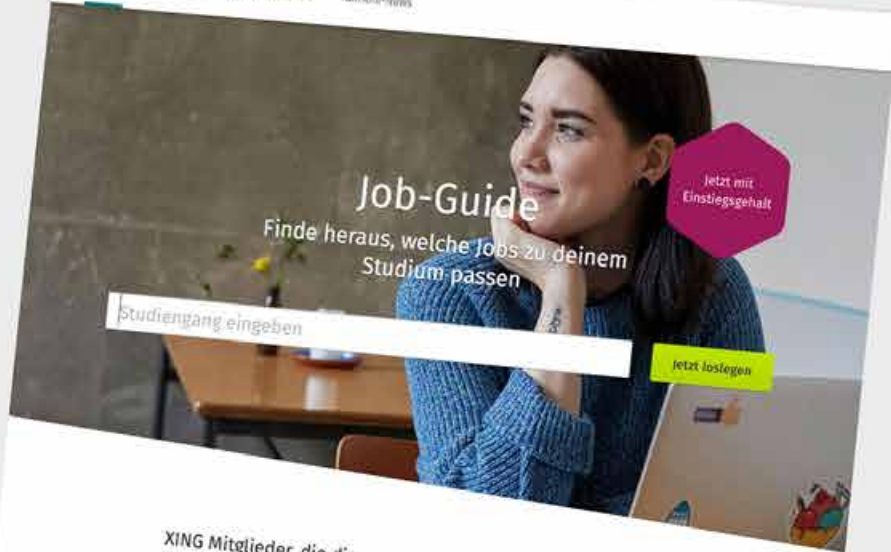 Job-Guide
Finde heraus, welche Jobs zu deinem
Studium passen
Jetzt mit
Einstiegsgehalt
Studiengang eingeben
Jetzt loslegen
XING Mitglieder, die